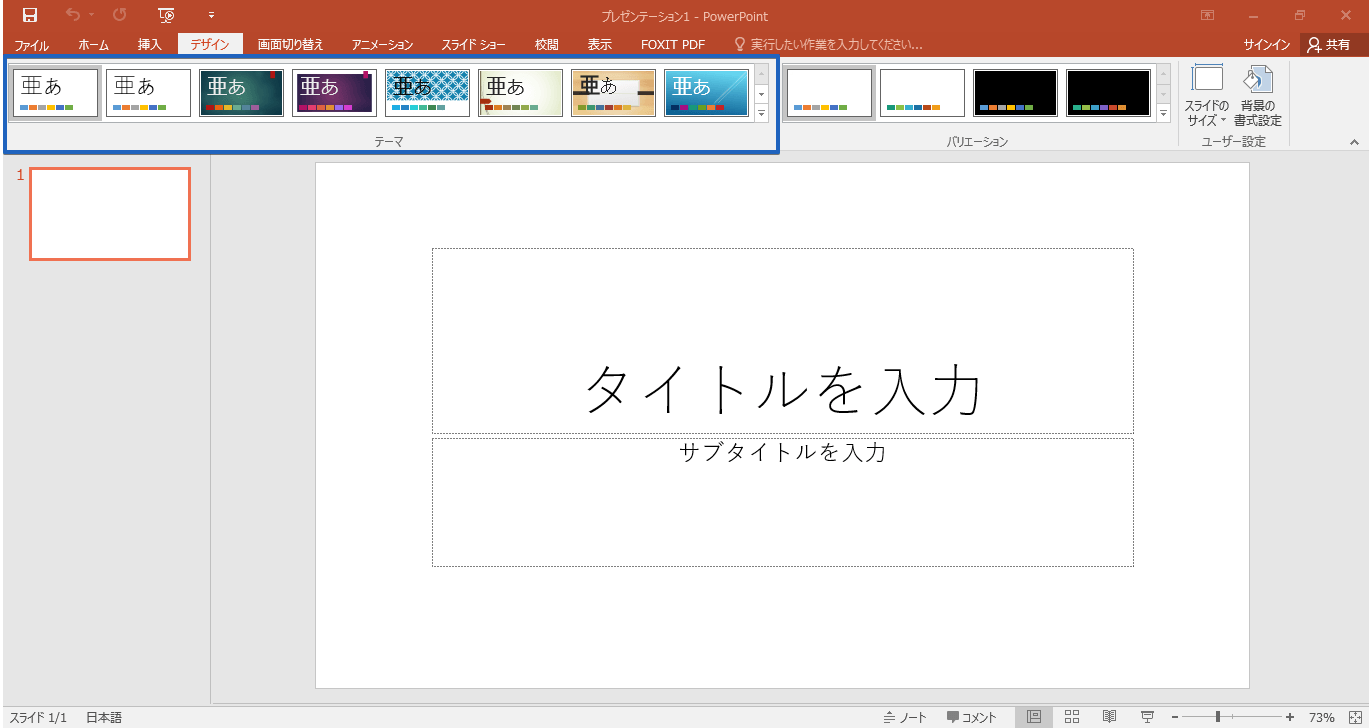 プレゼンテーション1 - PowerPoint
ファイル ホーム 挿入 デザイン 画面切り替え アニメーション スライド ショー 校閲 表示 FOXIT PDF 実行したい作業を入力してください... サインイン 共有
亜あ 亜あ 亜あ 亜あ 亜あ 亜あ 亜あ 亜あ
スライドの サイズ
背景の 書式設定
テーマ バリエーション ユーザー設定
1
タイトルを入力
サブタイトルを入力
スライド 1/1 日本語 ノート コメント 73%